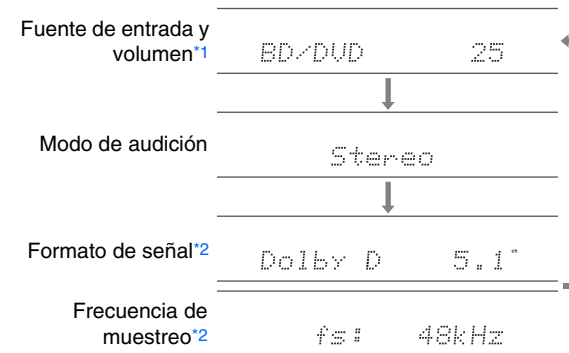 Fuente de entrada y
volumen*1
BD/DVD 25
Modo de audición
Stereo
Formato de señal*2
Dolby D 5.1
Frecuencia de
muestreo*2
fs: 48kHz